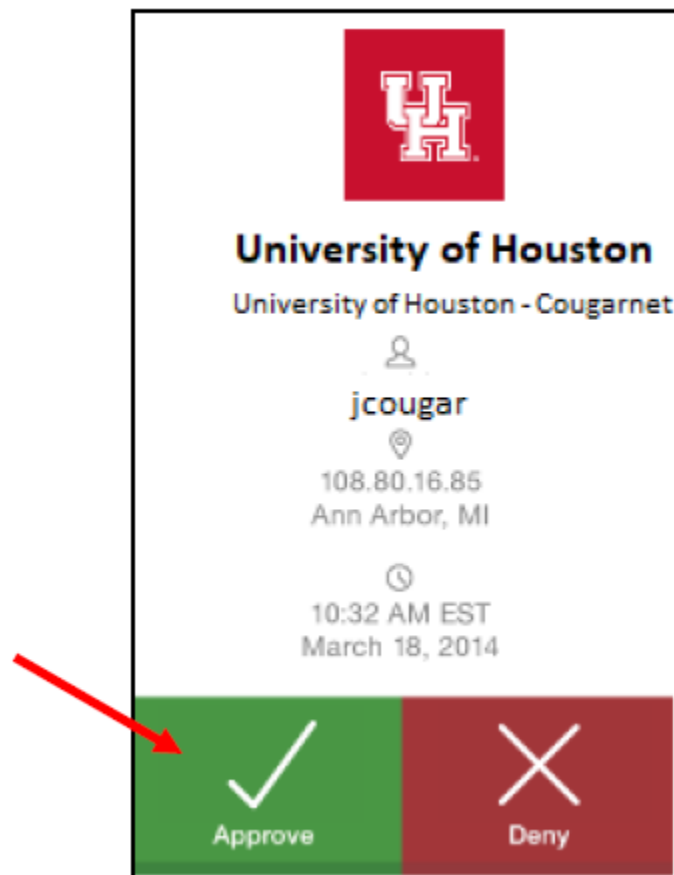 UH
University of Houston
University of Houston - Cougarnet
jcougar
108.80.16.85
Ann Arbor, MI
10:32 AM EST
March 18, 2014
Approve
Deny